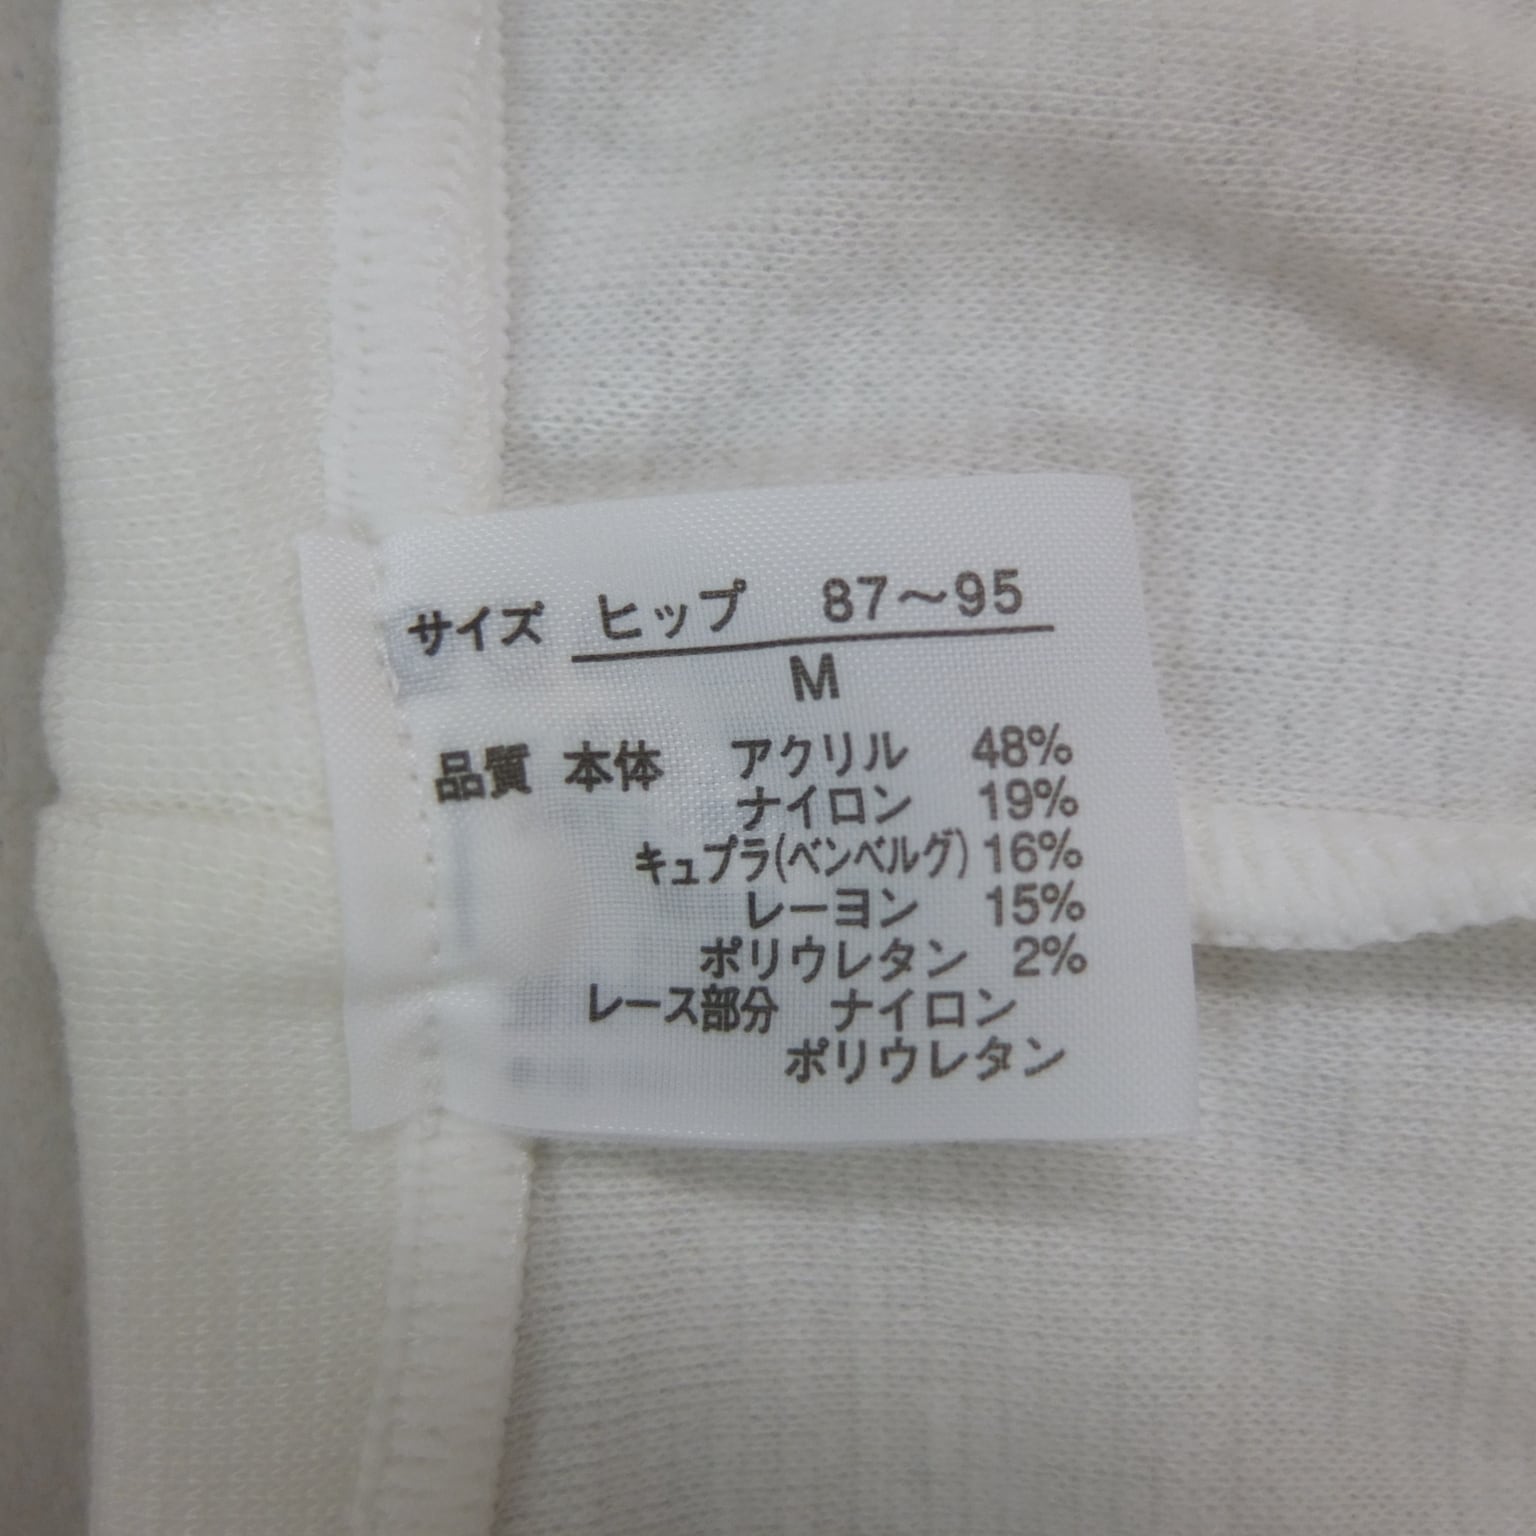 サイズ ヒップ 87〜95
M
品質 本体 アクリル 48%
ナイロン 19%
キュプラ(ベンベルグ) 16%
レーヨン 15%
ポリウレタン 2%
レース部分 ナイロン
ポリウレタン